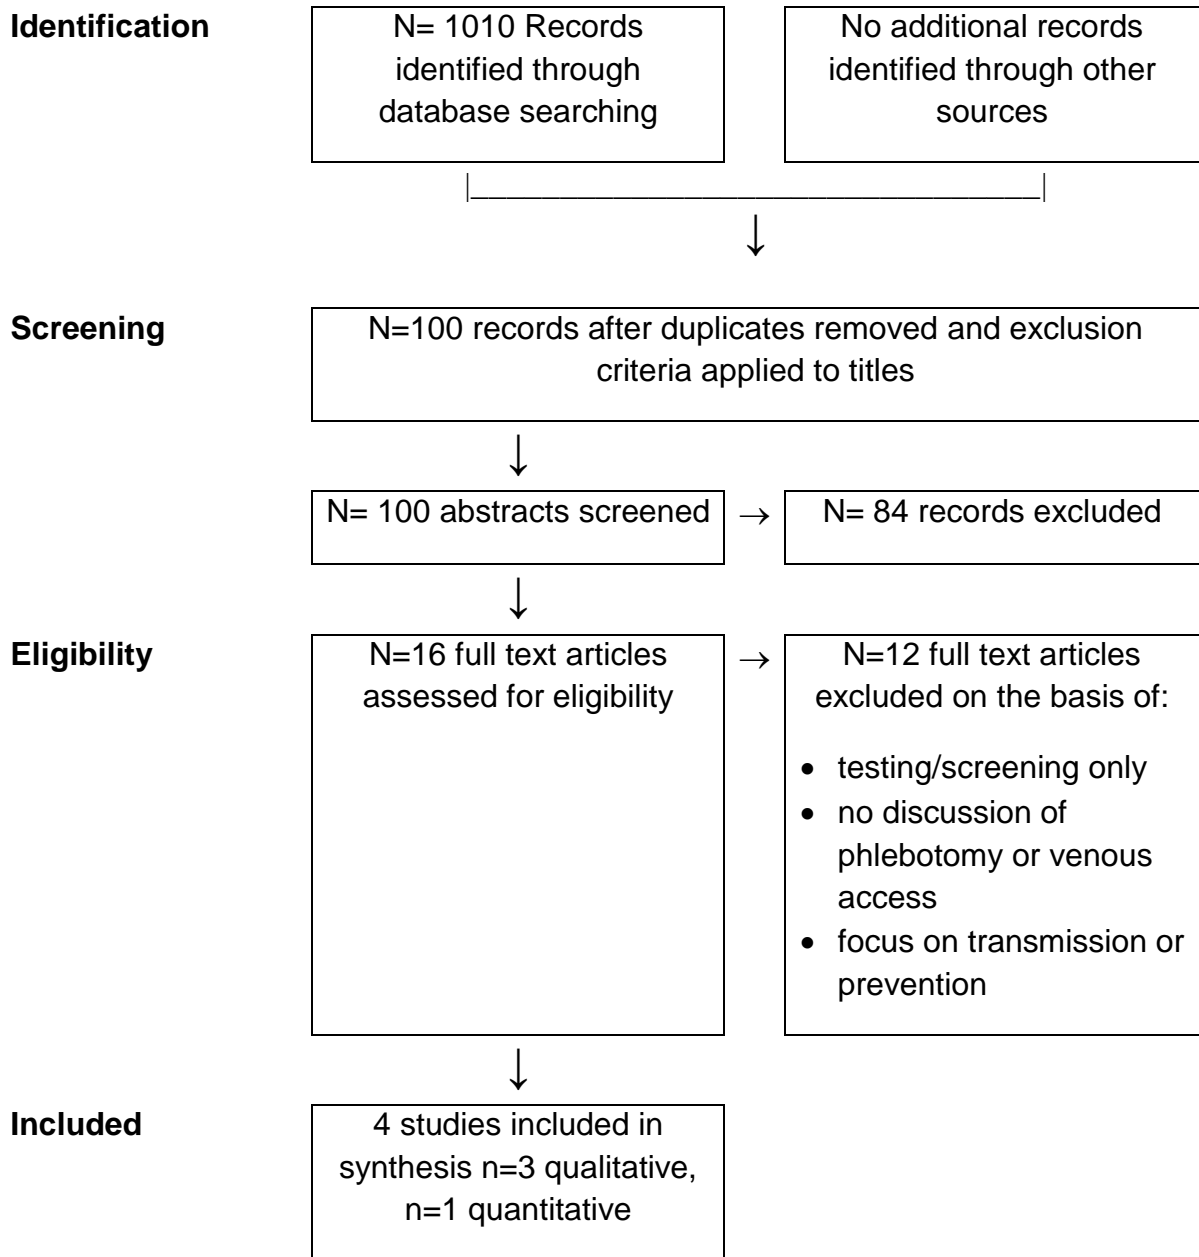 Identification
N= 1010 Records
identified through
database searching
No additional records
identified through other
sources
|________________________________|
↓
Screening
N=100 records after duplicates removed and exclusion
criteria applied to titles
↓
N= 100 abstracts screened
→
N= 84 records excluded
↓
Eligibility
N=16 full text articles
assessed for eligibility
→
N=12 full text articles
excluded on the basis of:
• testing/screening only
• no discussion of
phlebotomy or venous
access
• focus on transmission or
prevention
↓
Included
4 studies included in
synthesis n=3 qualitative,
n=1 quantitative